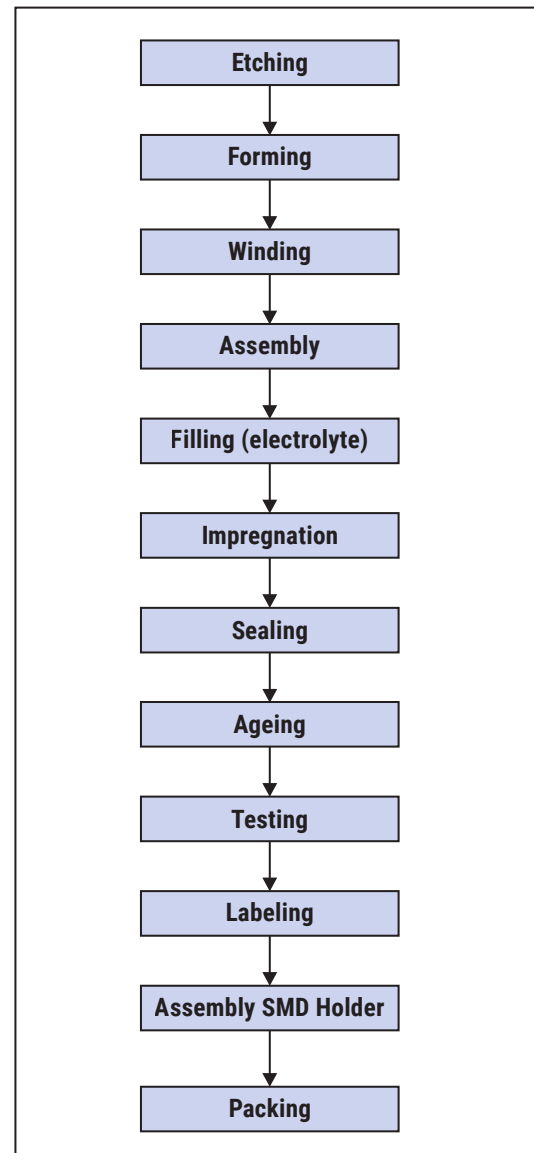 Etching
Forming
Winding
Assembly
Filling (electrolyte)
Impregnation
Sealing
Ageing
Testing
Labeling
Assembly SMD Holder
Packing